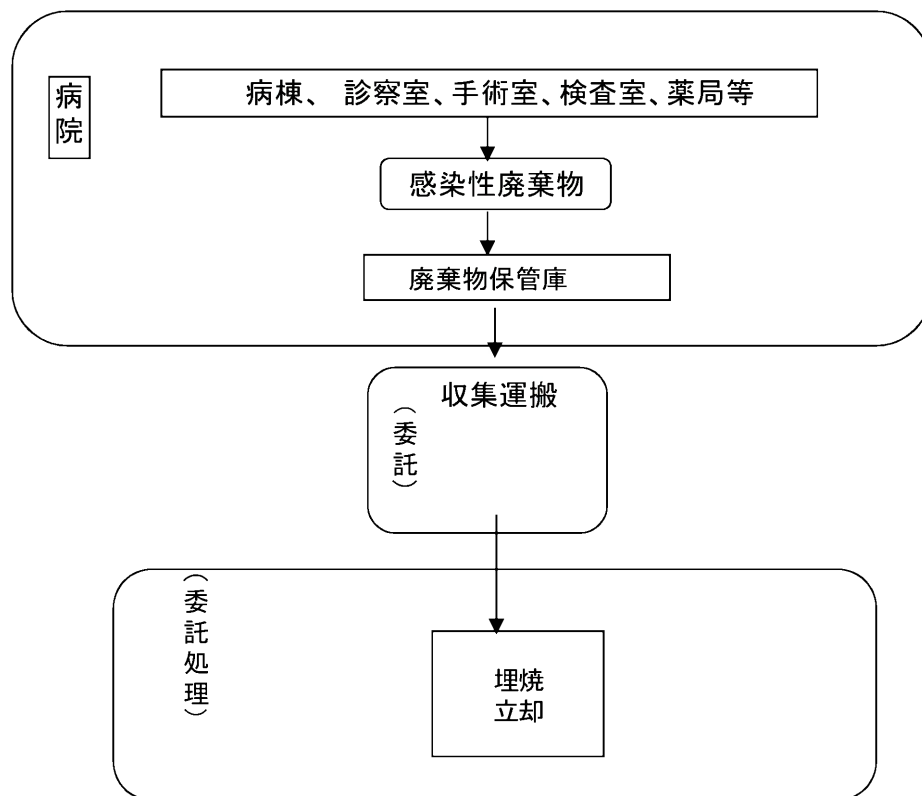 病院
病棟、診察室、手術室、検査室、薬局等
感染性廃棄物
廃棄物保管庫
収集運搬
（委託）
（委託処理）
埋焼
立却